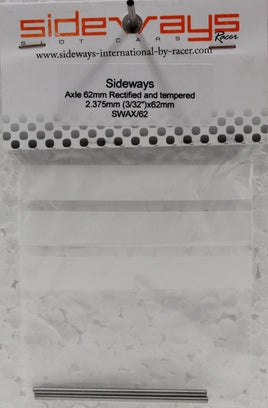 sideways
SLOT CARS Racer
www.sideways-international-by-racer.com
Sideways
Axle 62mm Rectified and tempered
2.375mm (3/32")x62mm
SWAX/62